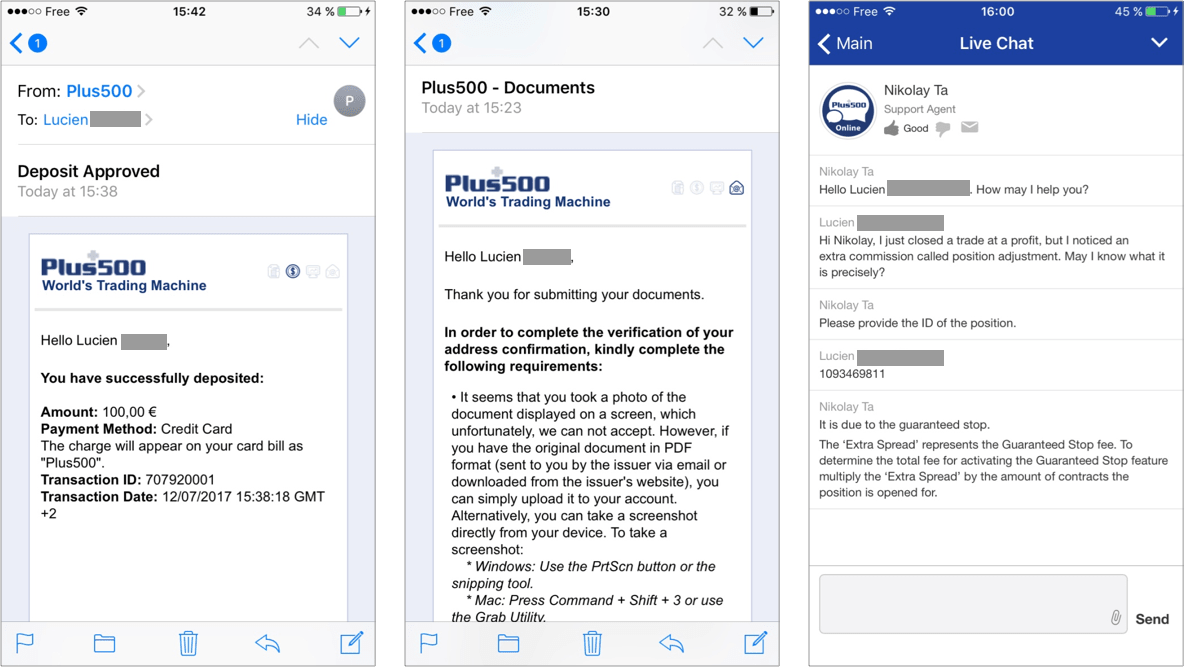 Free
15:42
34 %
1
From: Plus500
P
To: Lucien
Hide
Deposit Approved
Today at 15:38
Plus500
World's Trading Machine
Hello Lucien ,
You have successfully deposited:
Amount: 100,00 €
Payment Method: Credit Card
The charge will appear on your card bill as
"Plus500".
Transaction ID: 707920001
Transaction Date: 12/07/2017 15:38:18 GMT
+2
Free
15:30
32 %
1
Plus500 - Documents
Today at 15:23
Plus500
World's Trading Machine
Hello Lucien ,
Thank you for submitting your documents.
In order to complete the verification of your
address confirmation, kindly complete the
following requirements:
• It seems that you took a photo of the
document displayed on a screen, which
unfortunately, we can not accept. However, if
you have the original document in PDF
format (sent to you by the issuer via email or
downloaded from the issuer's website), you
can simply upload it to your account.
Alternatively, you can take a screenshot
directly from your device. To take a
screenshot:
* Windows: Use the PrtScn button or the
snipping tool.
* Mac: Press Command + Shift + 3 or use
the Grab Utility.
Free
16:00
45 %
Main
Live Chat
Plus500
Online
Nikolay Ta
Support Agent
Good
Nikolay Ta
Hello Lucien . How may I help you?
Lucien
Hi Nikolay, I just closed a trade at a profit, but I noticed an
extra commission called position adjustment. May I know what it
is precisely?
Nikolay Ta
Please provide the ID of the position.
Lucien
1093469811
Nikolay Ta
It is due to the guaranteed stop.
The ‘Extra Spread’ represents the Guaranteed Stop fee. To
determine the total fee for activating the Guaranteed Stop feature
multiply the ‘Extra Spread’ by the amount of contracts the
position is opened for.
Send